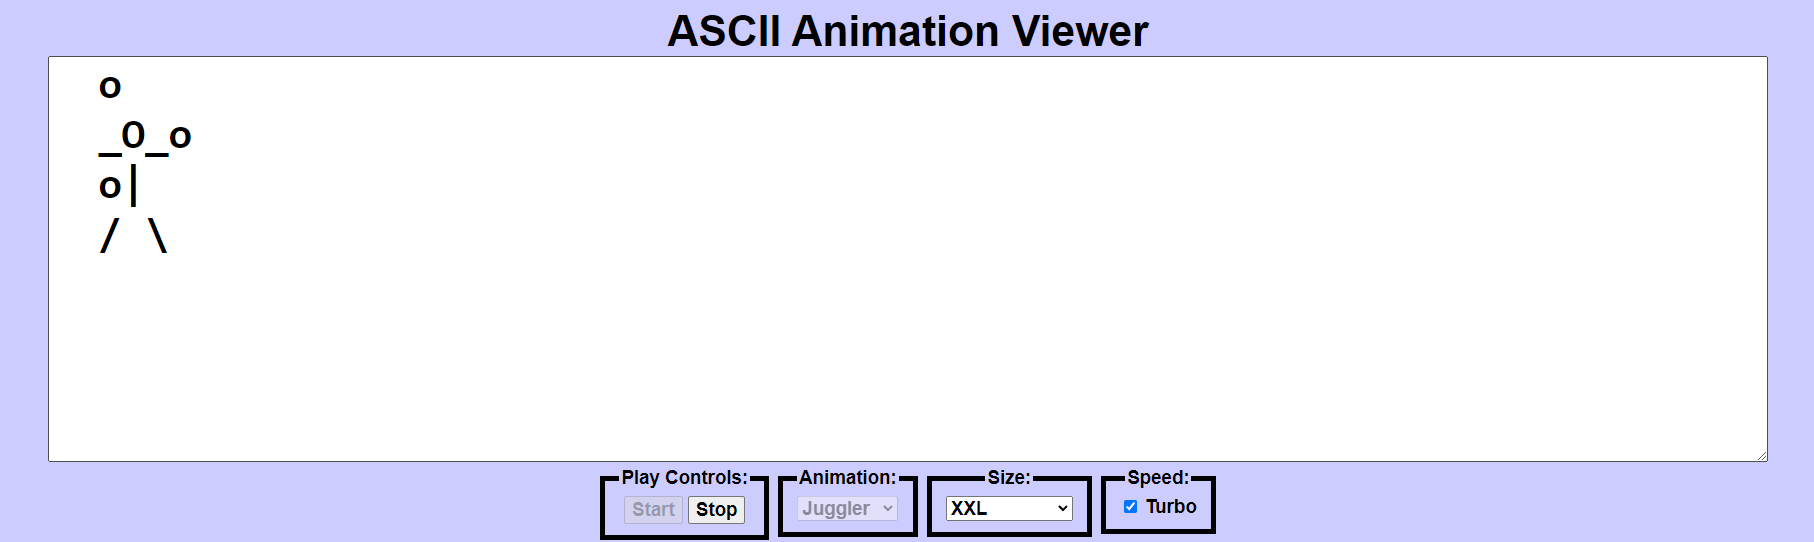 ASCII Animation Viewer
  o
  _O_o
  o|
  / \
Play Controls: Animation: Size: Speed:
Start Stop Juggler XXL Turbo